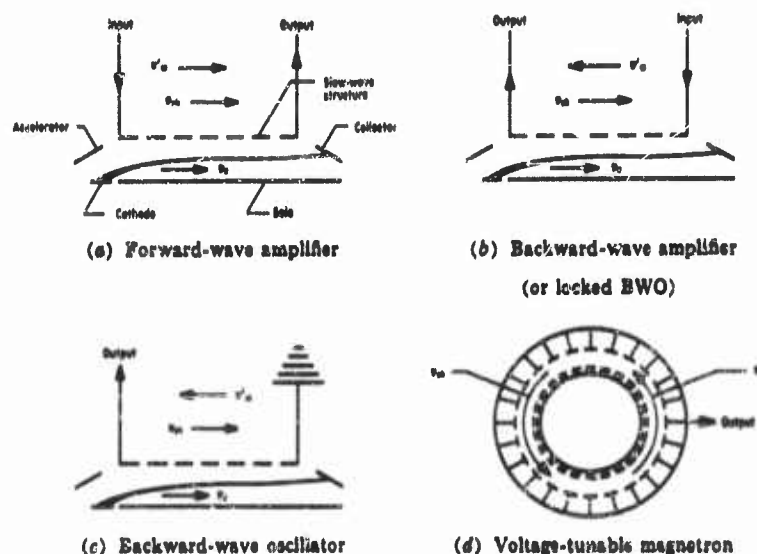 Input Output
Slow-wave
structure
Accelerator Collector
Cathode Sole
(a) Forward-wave amplifier
Output Input
(b) Backward-wave amplifier
(or locked BWO)
Output
(c) Backward-wave oscillator
Output
(d) Voltage-tunable magnetron